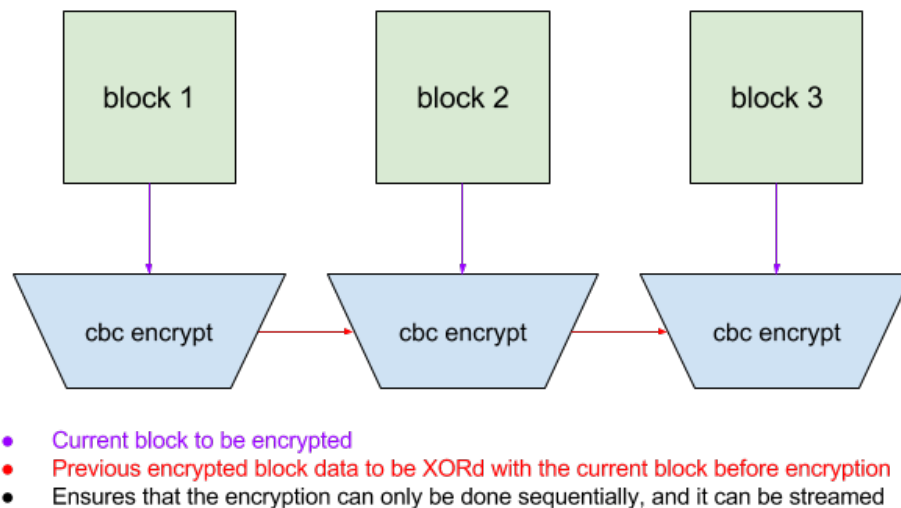 block 1 block 2 block 3
cbc encrypt cbc encrypt cbc encrypt
● Current block to be encrypted
● Previous encrypted block data to be XORd with the current block before encryption
● Ensures that the encryption can only be done sequentially, and it can be streamed